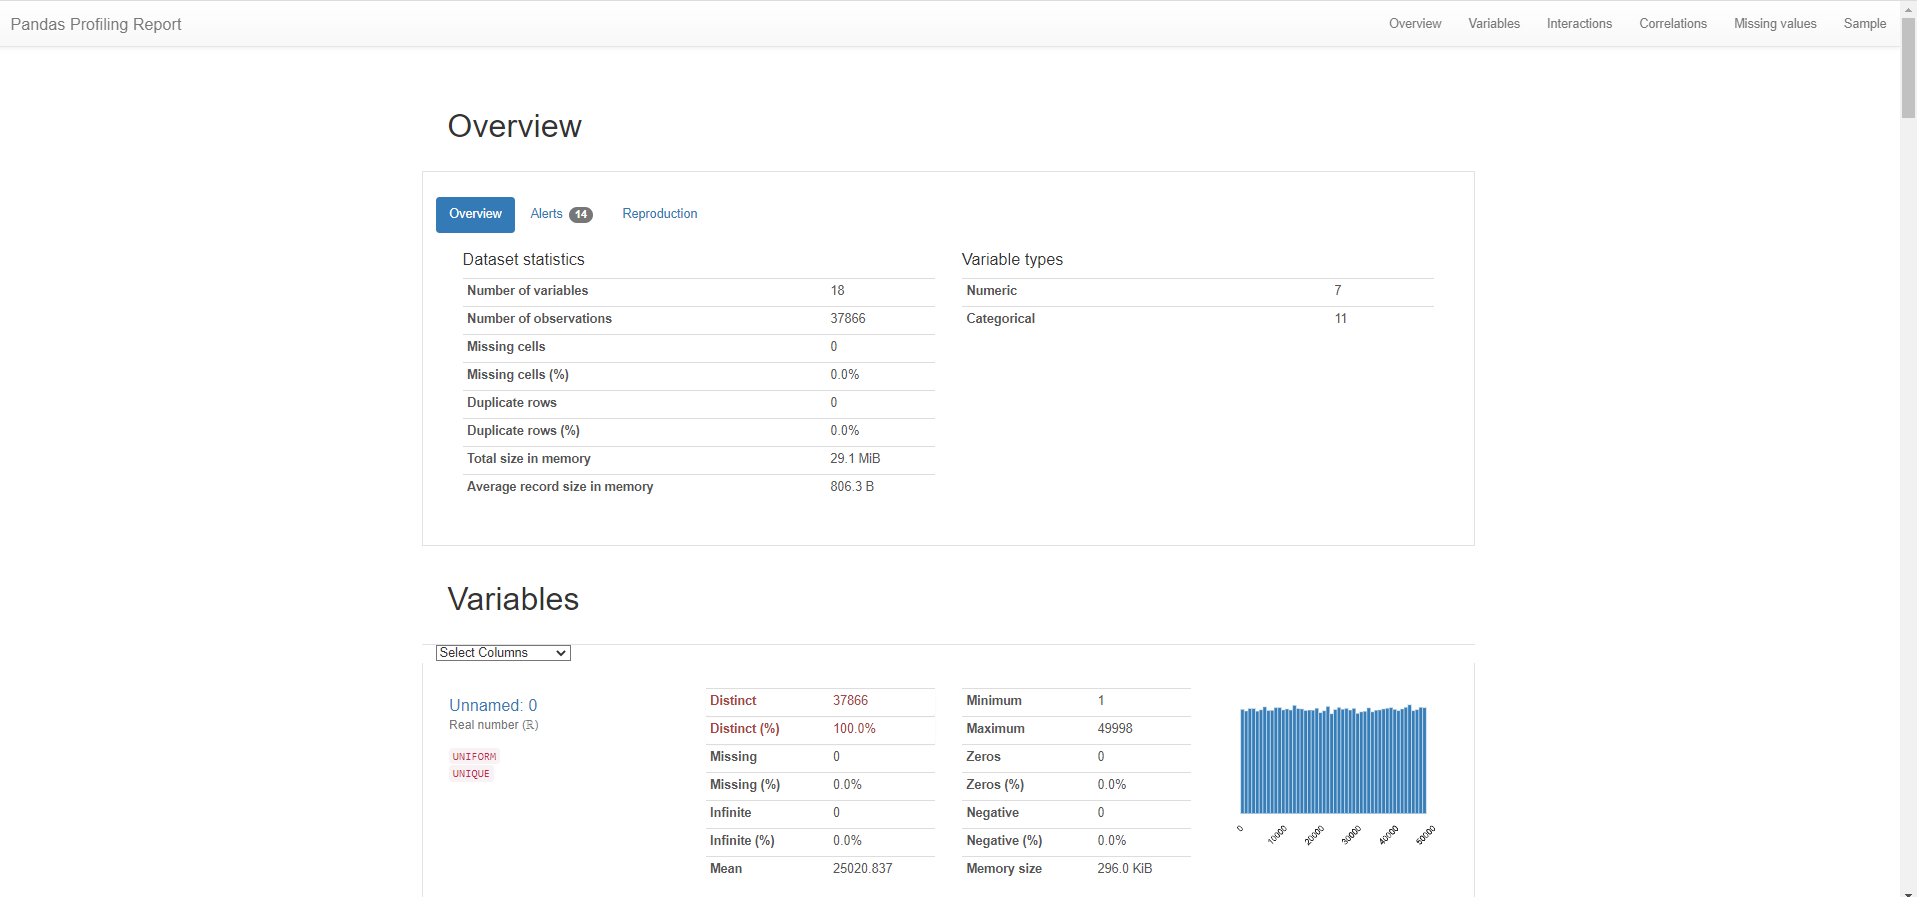 Pandas Profiling Report
Overview Variables Interactions Correlations Missing values Sample
Overview
Overview Alerts 14 Reproduction
Dataset statistics
Number of variables 18
Number of observations 37866
Missing cells 0
Missing cells (%) 0.0%
Duplicate rows 0
Duplicate rows (%) 0.0%
Total size in memory 29.1 MiB
Average record size in memory 806.3 B
Variable types
Numeric 7
Categorical 11
Variables
Select Columns
Unnamed: 0
Real number (ℝ)
UNIFORM
UNIQUE
Distinct 37866
Distinct (%) 100.0%
Missing 0
Missing (%) 0.0%
Infinite 0
Infinite (%) 0.0%
Mean 25020.837
Minimum 1
Maximum 49998
Zeros 0
Zeros (%) 0.0%
Negative 0
Negative (%) 0.0%
Memory size 296.0 KiB
0 10000 20000 30000 40000 50000